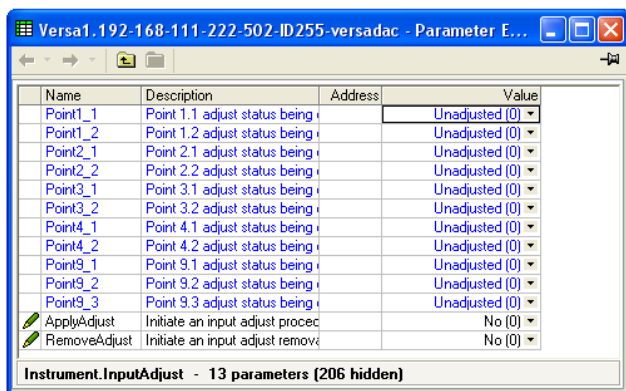 Versa1.192-168-111-222-502-ID255-versadac - Parameter E...
Name Description Address Value
Point1_1 Point 1.1 adjust status being Unadjusted (0)
Point1_2 Point 1.2 adjust status being Unadjusted (0)
Point2_1 Point 2.1 adjust status being Unadjusted (0)
Point2_2 Point 2.2 adjust status being Unadjusted (0)
Point3_1 Point 3.1 adjust status being Unadjusted (0)
Point3_2 Point 3.2 adjust status being Unadjusted (0)
Point4_1 Point 4.1 adjust status being Unadjusted (0)
Point4_2 Point 4.2 adjust status being Unadjusted (0)
Point9_1 Point 9.1 adjust status being Unadjusted (0)
Point9_2 Point 9.2 adjust status being Unadjusted (0)
Point9_3 Point 9.3 adjust status being Unadjusted (0)
ApplyAdjust Initiate an input adjust proced No (0)
RemoveAdjust Initiate an input adjust remova No (0)
Instrument.InputAdjust - 13 parameters (206 hidden)